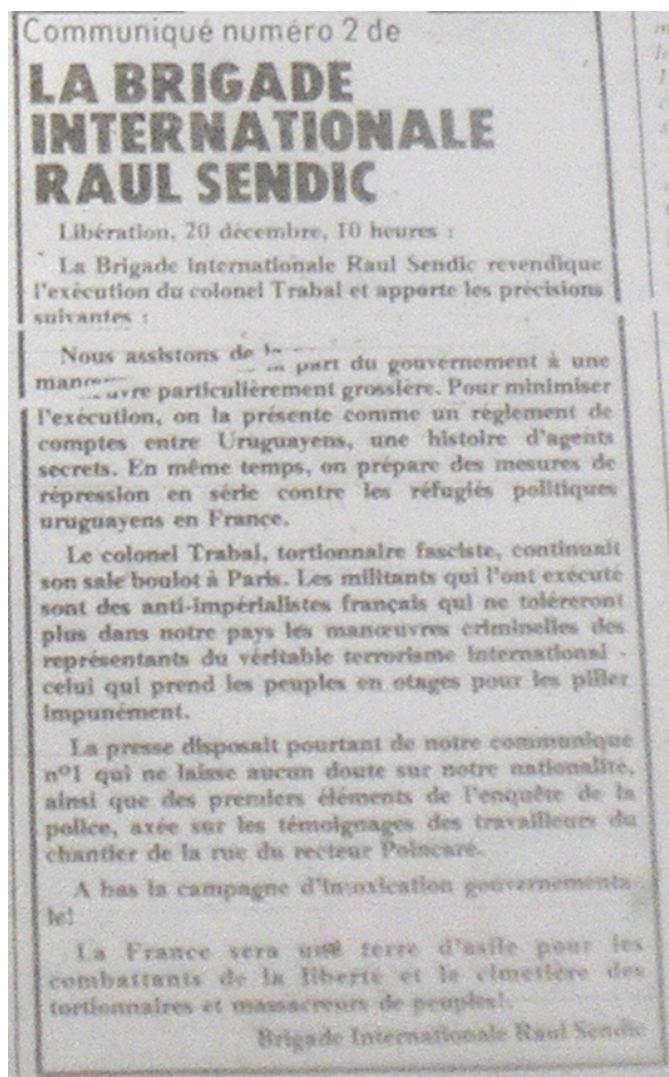 Communiqué numéro 2 de
LA BRIGADE
INTERNATIONALE
RAUL SENDIC
Libération, 20 décembre, 10 heures :
La Brigade Internationale Raul Sendic revendique
l'exécution du colonel Trabal et apporte les précisions
suivantes :
Nous assistons de part du gouvernement à une
particulièrement grossière. Pour minimiser
l'exécution, on la présente comme un réglement de
comptes entre Uruguayens, une histoire d'agents
secrets. En même temps, on prépare des mesures de
répression en série contre les réfugiés politiques
uruguayens en France.
Le colonel Trabal, tortionnaire fasciste, continuait
son sale boulot à Paris. Les militants qui l'ont exécuté
sont des anti-impérialistes français qui ne toléreront
plus dans notre pays les manœuvres criminelles des
représentants du véritable terrorisme international -
celui qui prend les peuples en otages pour les piller
impunément.
La presse disposait pourtant de notre communique
nº1 qui ne laisse aucun doute sur notre nationalité,
ainsi que des premiers éléments de l'enquête de la
police, axée sur les témoignages des travailleurs du
chantier de la rue du recteur Poincaré.
A bas la campagne d'intoxication gouvernementa-
le!
La France sera une terre d'asile pour les
combattants de la liberté et le cimetière des
tortionnaires et massacreurs de peuples!.
Brigade Internationale Raul Sendic